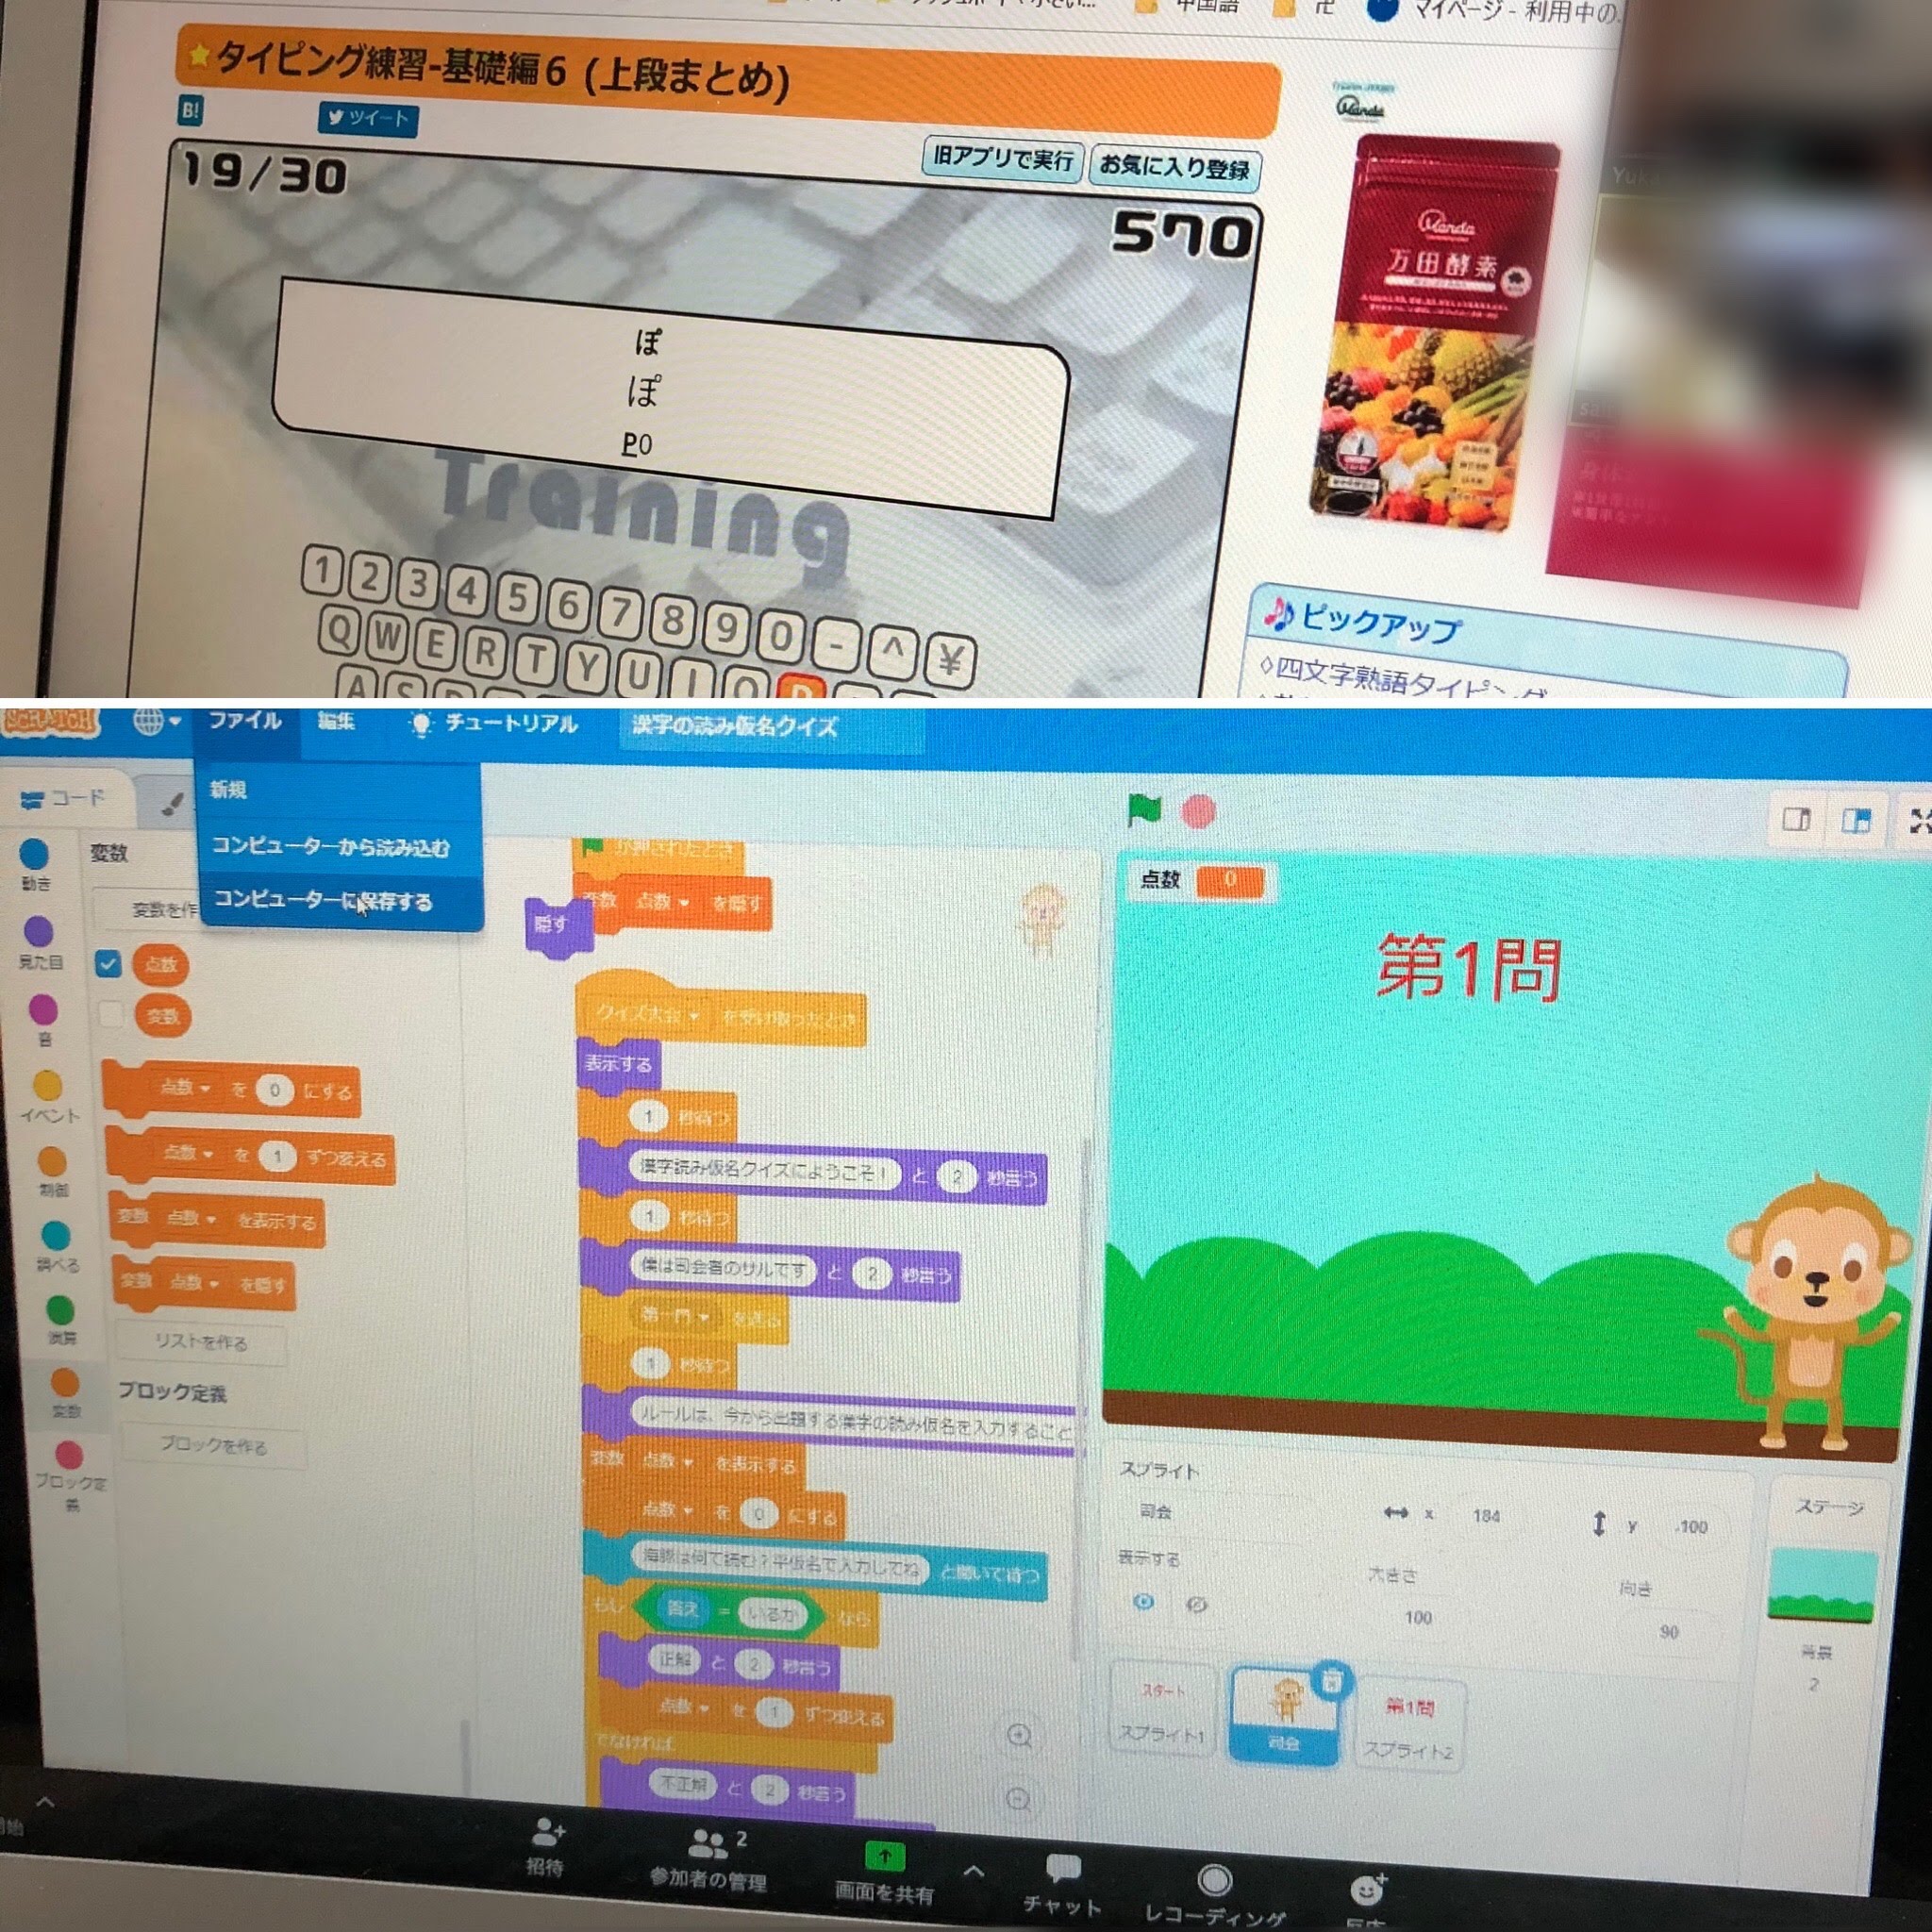 中国語
卍
マイページ - 利用中の
タイピング練習-基礎編6 (上段まとめ)
B!
ツイート
旧アプリで実行
お気に入り登録
19/30
570
ぽ
ぽ
PO
Training
1 2 3 4 5 6 7 8 9 0 - ^ ¥
Q W E R T Y U I O P
Manda
Manda
万田酵素
ピックアップ
◇四文字熟語タイピング
SCRATCH
ファイル
編集
チュートリアル
漢字の読み仮名クイズ
新規
コンピューターから読み込む
コンピューターに保存する
コード
動き
見た目
音
イベント
制御
調べる
演算
変数
ブロック定義
変数
変数を作
点数
変数
点数 を 0 にする
点数 を 1 ずつ変える
変数 点数 を表示する
変数 点数 を隠す
リストを作る
ブロック定義
ブロックを作る
が押されたとき
変数 点数 を隠す
隠す
クイズ大会 を受け取ったとき
表示する
1 秒待つ
漢字読み仮名クイズにようこそ! と 2 秒言う
1 秒待つ
僕は司会者のサルです と 2 秒言う
第一門 を送る
1 秒待つ
ルールは、今から出題する漢字の読み仮名を入力すること
変数 点数 を表示する
点数 を 0 にする
海豚は何て読む?平仮名で入力してね と聞いて待つ
もし 答え = いるか なら
正解 と 2 秒言う
点数 を 1 ずつ変える
でなければ
不正解 と 2 秒言う
点数 0
第1問
スプライト
司会
x 184
y -100
表示する
大きさ
100
向き
90
ステージ
背景
2
スタート
スプライト1
司会
第1問
スプライト2
招待
2
参加者の管理
画面を共有
チャット
レコーディング